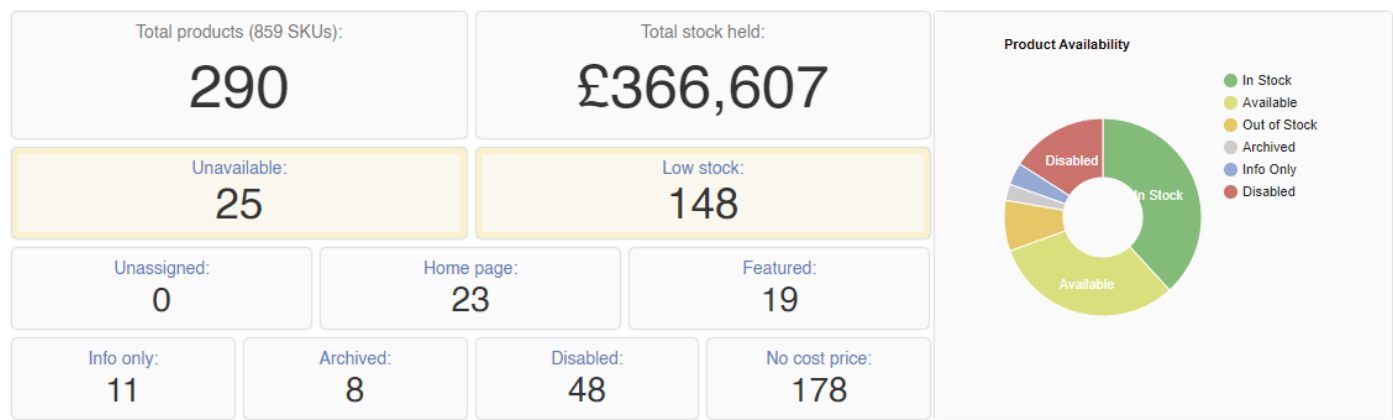 Total products (859 SKUs):
290
Total stock held:
£366,607
Unavailable:
25
Low stock:
148
Unassigned:
0
Home page:
23
Featured:
19
Info only:
11
Archived:
8
Disabled:
48
No cost price:
178
Product Availability
In Stock
Available
Out of Stock
Archived
Info Only
Disabled
Disabled
In Stock
Available